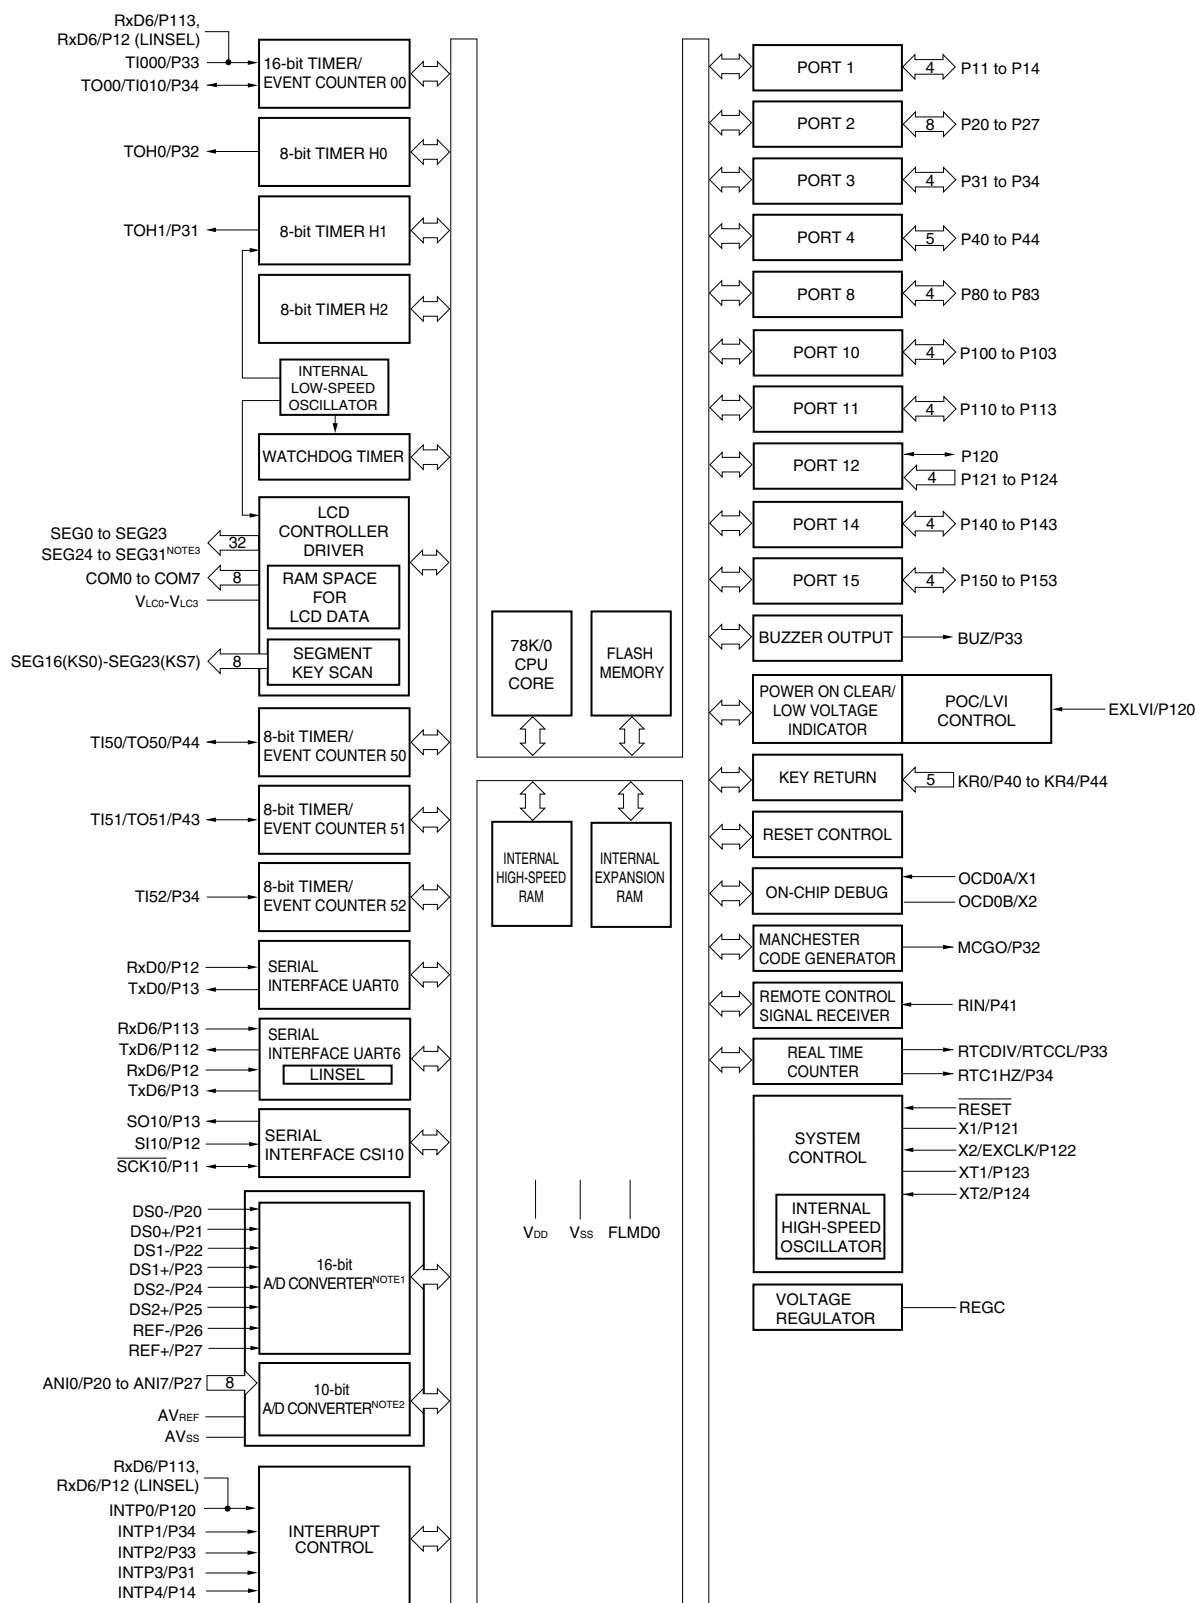 RxD6/P113,
RxD6/P12 (LINSEL)
TI000/P33
TO00/TI010/P34
16-bit TIMER/
EVENT COUNTER 00
TOH0/P32
8-bit TIMER H0
TOH1/P31
8-bit TIMER H1
8-bit TIMER H2
INTERNAL
LOW-SPEED
OSCILLATOR
WATCHDOG TIMER
SEG0 to SEG23
SEG24 to SEG31NOTE3
32
COM0 to COM7
8
VLC0-VLC3
LCD
CONTROLLER
DRIVER
RAM SPACE
FOR
LCD DATA
SEG16(KS0)-SEG23(KS7)
8
SEGMENT
KEY SCAN
TI50/TO50/P44
8-bit TIMER/
EVENT COUNTER 50
TI51/TO51/P43
8-bit TIMER/
EVENT COUNTER 51
TI52/P34
8-bit TIMER/
EVENT COUNTER 52
RxD0/P12
TxD0/P13
SERIAL
INTERFACE UART0
RxD6/P113
TxD6/P112
RxD6/P12
TxD6/P13
SERIAL
INTERFACE UART6
LINSEL
SO10/P13
SI10/P12
SCK10/P11
SERIAL
INTERFACE CSI10
DS0-/P20
DS0+/P21
DS1-/P22
DS1+/P23
DS2-/P24
DS2+/P25
REF-/P26
REF+/P27
16-bit
A/D CONVERTERNOTE1
ANI0/P20 to ANI7/P27
8
AVREF
AVSS
10-bit
A/D CONVERTERNOTE2
RxD6/P113,
RxD6/P12 (LINSEL)
INTP0/P120
INTP1/P34
INTP2/P33
INTP3/P31
INTP4/P14
INTERRUPT
CONTROL
78K/0
CPU
CORE
FLASH
MEMORY
INTERNAL
HIGH-SPEED
RAM
INTERNAL
EXPANSION
RAM
VDD
VSS
FLMD0
PORT 1
4
P11 to P14
PORT 2
8
P20 to P27
PORT 3
4
P31 to P34
PORT 4
5
P40 to P44
PORT 8
4
P80 to P83
PORT 10
4
P100 to P103
PORT 11
4
P110 to P113
PORT 12
P120
4
P121 to P124
PORT 14
4
P140 to P143
PORT 15
4
P150 to P153
BUZZER OUTPUT
BUZ/P33
POWER ON CLEAR/
LOW VOLTAGE
INDICATOR
POC/LVI
CONTROL
EXLVI/P120
KEY RETURN
5
KR0/P40 to KR4/P44
RESET CONTROL
ON-CHIP DEBUG
OCD0A/X1
OCD0B/X2
MANCHESTER
CODE GENERATOR
MCGO/P32
REMOTE CONTROL
SIGNAL RECEIVER
RIN/P41
REAL TIME
COUNTER
RTCDIV/RTCCL/P33
RTC1HZ/P34
SYSTEM
CONTROL
INTERNAL
HIGH-SPEED
OSCILLATOR
RESET
X1/P121
X2/EXCLK/P122
XT1/P123
XT2/P124
VOLTAGE
REGULATOR
REGC